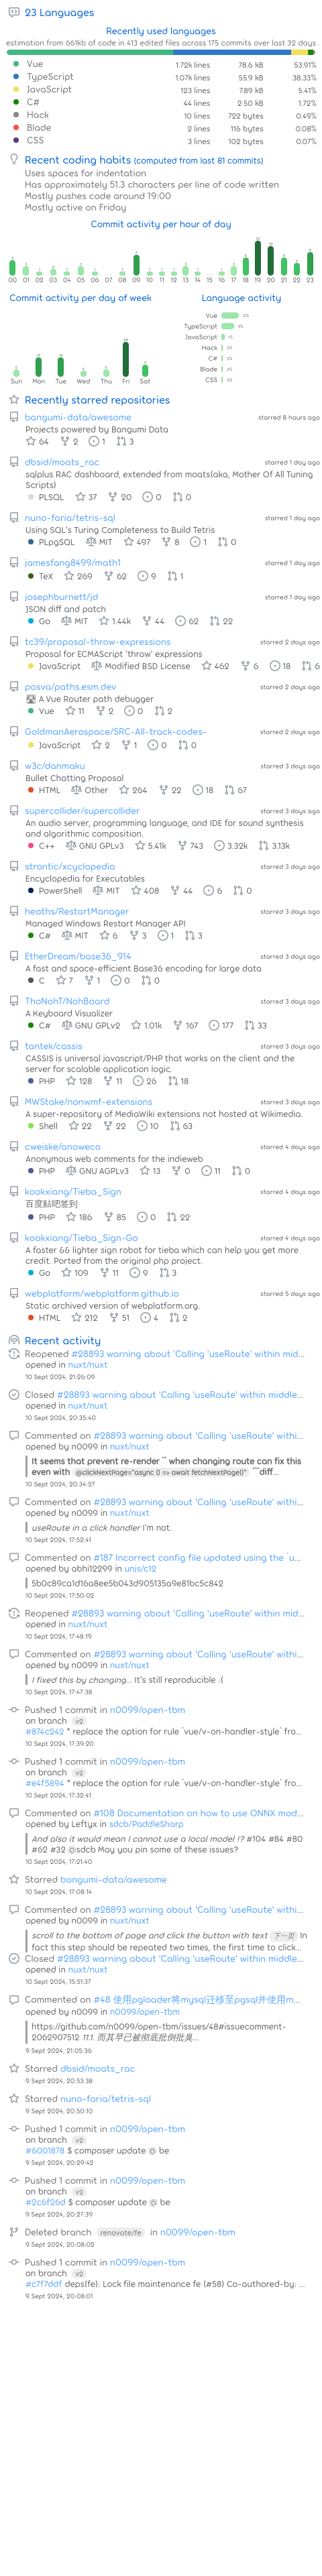 23 Languages
Recently used languages
estimation from 661kb of code in 413 edited files across 175 commits over last 32 days
Vue 1.72k lines 78.6 kB 53.91%
TypeScript 1.07k lines 55.9 kB 38.33%
JavaScript 123 lines 7.89 kB 5.41%
C# 44 lines 2.50 kB 1.72%
Hack 10 lines 722 bytes 0.49%
Blade 2 lines 116 bytes 0.08%
CSS 3 lines 102 bytes 0.07%
Recent coding habits (computed from last 81 commits)
Uses spaces for indentation
Has approximately 51.3 characters per line of code written
Mostly pushes code around 19:00
Mostly active on Friday
Commit activity per hour of day
00 01 02 03 04 05 06 07 08 09 10 11 12 13 14 15 16 17 18 19 20 21 22 23
Commit activity per day of week
Language activity
Vue
TypeScript
JavaScript
Hack
C#
Blade
CSS
Sun Mon Tue Wed Thu Fri Sat
Recently starred repositories
bangumi-data/awesome starred 8 hours ago
Projects powered by Bangumi Data
64 2 1 3
dbsid/moats_rac starred 1 day ago
sqlplus RAC dashboard, extended from moats(aka, Mother Of All Tuning
Scripts)
PLSQL 37 20 0 0
nuno-faria/tetris-sql starred 1 day ago
Using SQL's Turing Completeness to Build Tetris
PLpgSQL MIT 497 8 1 0
jamesfang8499/math1 starred 1 day ago
TeX 269 62 9 1
josephburnett/jd starred 1 day ago
JSON diff and patch
Go MIT 1.44k 44 62 22
tc39/proposal-throw-expressions starred 2 days ago
Proposal for ECMAScript 'throw' expressions
JavaScript Modified BSD License 462 6 18 6
posva/paths.esm.dev starred 2 days ago
A Vue Router path debugger
Vue 11 2 0 2
GoldmanAerospace/SRC-All-track-codes- starred 2 days ago
JavaScript 2 1 0 0
w3c/danmaku starred 3 days ago
Bullet Chatting Proposal
HTML Other 264 22 18 67
supercollider/supercollider starred 3 days ago
An audio server, programming language, and IDE for sound synthesis
and algorithmic composition.
C++ GNU GPLv3 5.41k 743 3.32k 3.13k
strontic/xcyclopedia starred 3 days ago
Encyclopedia for Executables
PowerShell MIT 408 44 6 0
heaths/RestartManager starred 3 days ago
Managed Windows Restart Manager API
C# MIT 6 3 1 3
EtherDream/base36_914 starred 3 days ago
A fast and space-efficient Base36 encoding for large data
C 7 1 0 0
ThoNohT/NohBoard starred 3 days ago
A Keyboard Visualizer
C# GNU GPLv2 1.01k 167 177 33
tantek/cassis starred 3 days ago
CASSIS is universal javascript/PHP that works on the client and the
server for scalable application logic.
PHP 128 11 26 18
MWStake/nonwmf-extensions starred 3 days ago
A super-repository of MediaWiki extensions not hosted at Wikimedia.
Shell 22 22 10 63
cweiske/anoweco starred 4 days ago
Anonymous web comments for the indieweb
PHP GNU AGPLv3 13 0 11 0
kookxiang/Tieba_Sign starred 4 days ago
百度贴吧签到
PHP 186 85 0 22
kookxiang/Tieba_Sign-Go starred 4 days ago
A faster && lighter sign robot for tieba which can help you get more
credit. Ported from the original php project.
Go 109 11 9 3
webplatform/webplatform.github.io starred 5 days ago
Static archived version of webplatform.org.
HTML 212 51 4 2
Recent activity
Reopened #28893 warning about 'Calling 'useRoute' within mid...
opened in nuxt/nuxt
10 Sept 2024, 21:26:09
Closed #28893 warning about 'Calling 'useRoute' within middle...
opened in nuxt/nuxt
10 Sept 2024, 20:35:40
Commented on #28893 warning about 'Calling 'useRoute' withi...
opened by n0099 in nuxt/nuxt
It seems that prevent re-render `` when changing route can fix this
even with @clickNextPage="async () => await fetchNextPage()" ```diff...
10 Sept 2024, 20:34:27
Commented on #28893 warning about 'Calling 'useRoute' withi...
opened by n0099 in nuxt/nuxt
useRoute in a click handler I'm not.
10 Sept 2024, 17:52:41
Commented on #187 Incorrect config file updated using the `u...
opened by abhi12299 in unjs/c12
5b0c89ca1d16a8ee5b043d905135a9e81bc5c842
10 Sept 2024, 17:50:02
Reopened #28893 warning about 'Calling 'useRoute' within mid...
opened in nuxt/nuxt
10 Sept 2024, 17:48:19
Commented on #28893 warning about 'Calling 'useRoute' withi...
opened by n0099 in nuxt/nuxt
I fixed this by changing... It's still reproducible :(
10 Sept 2024, 17:47:38
Pushed 1 commit in n0099/open-tbm
on branch v2
#874c242 * replace the option for rule `vue/v-on-handler-style` fro...
10 Sept 2024, 17:39:20
Pushed 1 commit in n0099/open-tbm
on branch v2
#e4f5894 * replace the option for rule `vue/v-on-handler-style` fro...
10 Sept 2024, 17:32:41
Commented on #108 Documentation on how to use ONNX mod...
opened by Leftyx in sdcb/PaddleSharp
And also it would mean I cannot use a local model !? #104 #84 #80
#62 #32 @sdcb May you pin some of these issues?
10 Sept 2024, 17:21:40
Starred bangumi-data/awesome
10 Sept 2024, 17:08:14
Commented on #28893 warning about 'Calling 'useRoute' withi...
opened by n0099 in nuxt/nuxt
scroll to the bottom of page and click the button with text 下一页 In
fact this step should be repeated two times, the first time to click...
Closed #28893 warning about 'Calling 'useRoute' within middle...
opened in nuxt/nuxt
10 Sept 2024, 15:51:37
Commented on #48 使用pgloader将mysql迁移至pgsql并使用m...
opened by n0099 in n0099/open-tbm
https://github.com/n0099/open-tbm/issues/48#issuecomment-
2062907512 11.1. 而其早已被彻底批倒批臭...
9 Sept 2024, 21:05:36
Starred dbsid/moats_rac
9 Sept 2024, 20:53:38
Starred nuno-faria/tetris-sql
9 Sept 2024, 20:50:10
Pushed 1 commit in n0099/open-tbm
on branch v2
#6001878 $ composer update @ be
9 Sept 2024, 20:29:42
Pushed 1 commit in n0099/open-tbm
on branch v2
#2c6f26d $ composer update @ be
9 Sept 2024, 20:27:39
Deleted branch renovate/fe in n0099/open-tbm
9 Sept 2024, 20:08:02
Pushed 1 commit in n0099/open-tbm
on branch v2
#c7f7ddf deps(fe): Lock file maintenance fe (#58) Co-authored-by: ...
9 Sept 2024, 20:08:01